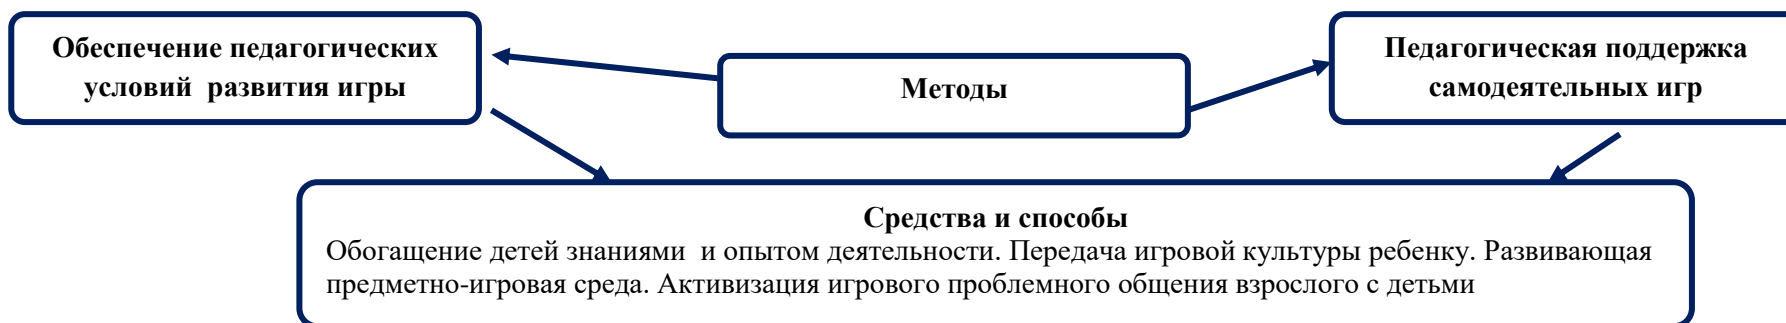 Обеспечение педагогических
условий развития игры
Методы
Педагогическая поддержка
самодеятельных игр
Средства и способы
Обогащение детей знаниями и опытом деятельности. Передача игровой культуры ребенку. Развивающая
предметно-игровая среда. Активизация игрового проблемного общения взрослого с детьми